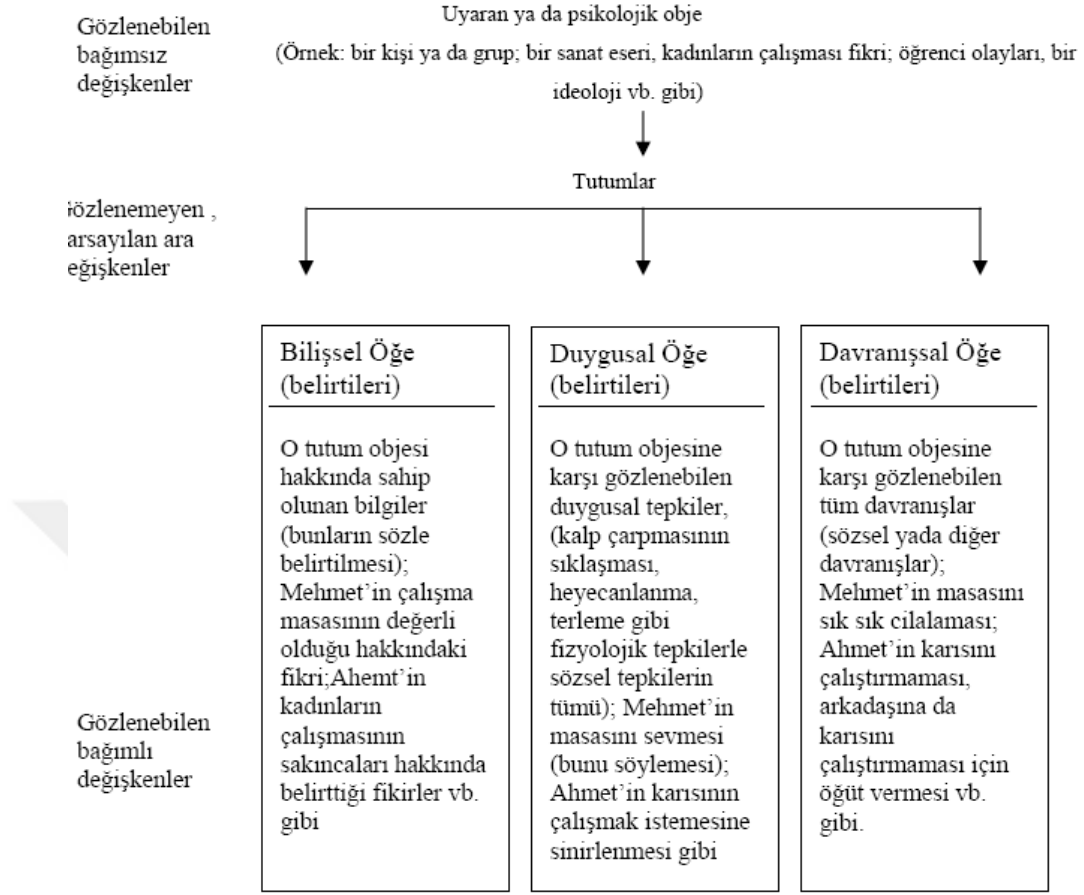 Gözlenebilen
bağımsız
değişkenler
Uyaran ya da psikolojik obje
(Örnek: bir kişi ya da grup; bir sanat eseri, kadınların çalışması fikri; öğrenci olayları, bir
ideoloji vb. gibi)
Tutumlar
özlenemeyen ,
arsayılan ara
eğişkenler
Bilişsel Öğe
(belirtileri)
O tutum objesi
hakkında sahip
olunan bilgiler
(bunların sözle
belirtilmesi);
Mehmet’in çalışma
masasının değerli
olduğu hakkındaki
fikri;Ahemt’in
kadınların
çalışmasının
sakıncaları hakkında
belirttiği fikirler vb.
gibi
Duygusal Öğe
(belirtileri)
O tutum objesine
karşı gözlenebilen
duygusal tepkiler,
(kalp çarpmasının
sıklaşması,
heyecanlanma,
terleme gibi
fizyolojik tepkilerle
sözsel tepkilerin
tümü); Mehmet’in
masasını sevmesi
(bunu söylemesi);
Ahmet’in karısının
çalışmak istemesine
sinirlenmesi gibi
Davranışsal Öğe
(belirtileri)
O tutum objesine
karşı gözlenebilen
tüm davranışlar
(sözsel yada diğer
davranışlar);
Mehmet’in masasını
sık sık cilalaması;
Ahmet’in karısını
çalıştırmaması,
arkadaşına da
karısını
çalıştırmaması için
öğüt vermesi vb.
gibi.
Gözlenebilen
bağımlı
değişkenler